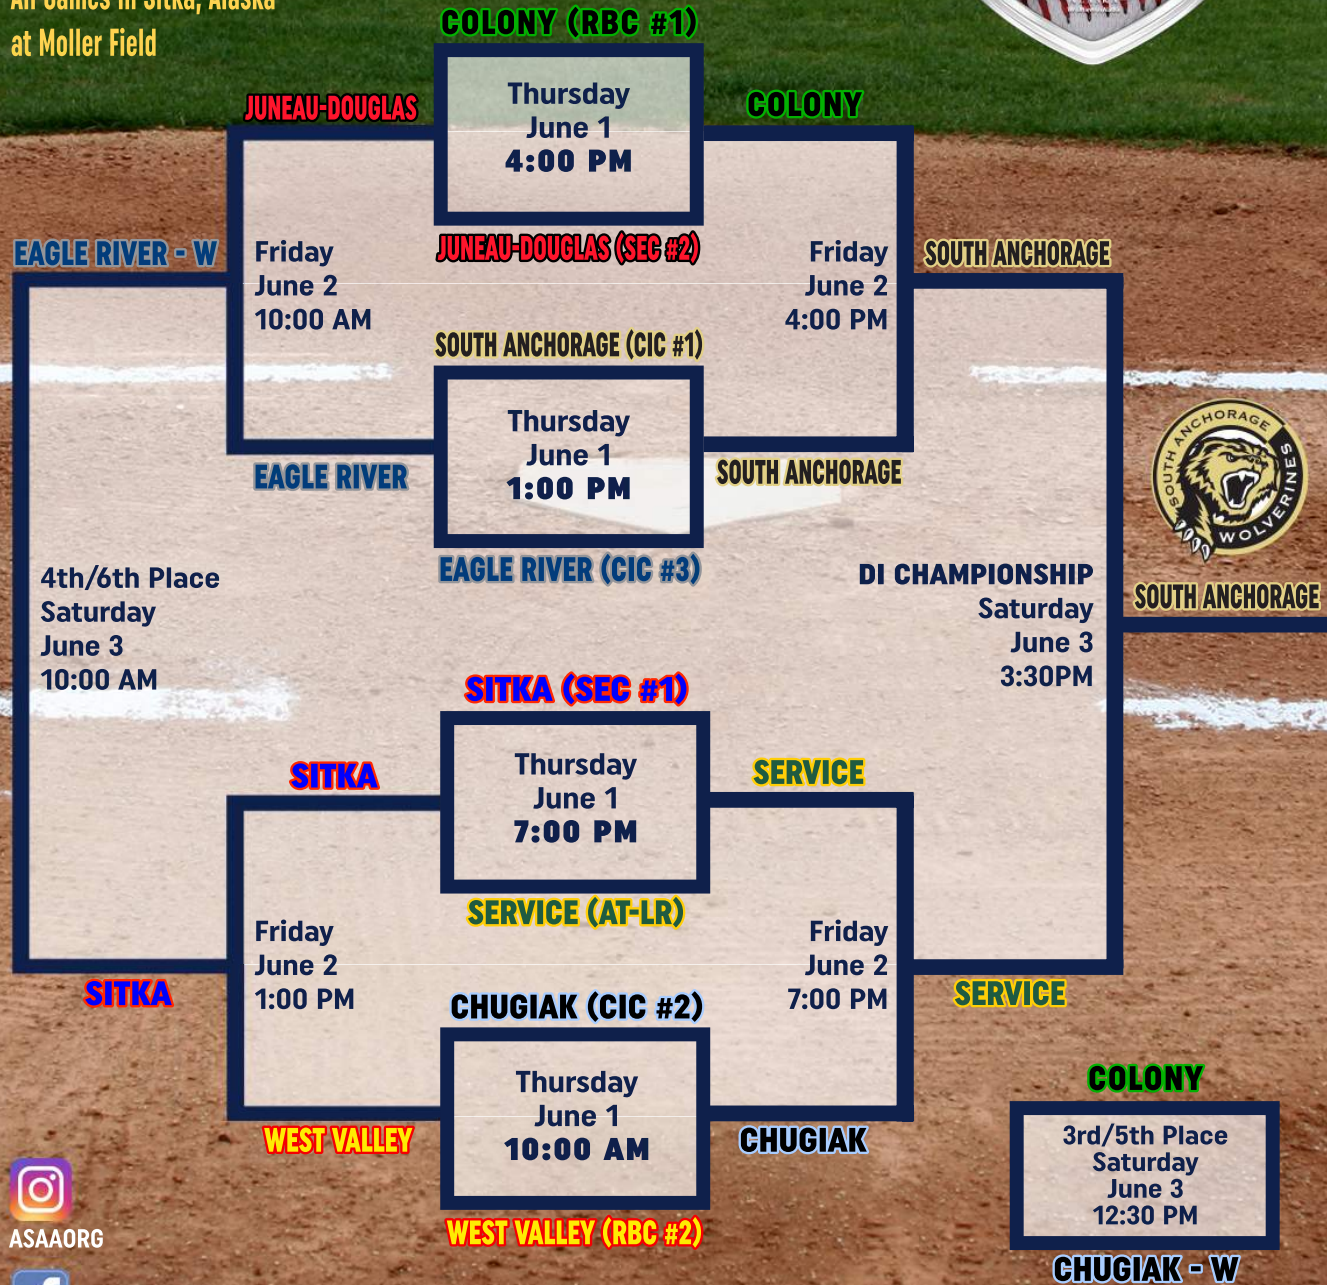 All Games in Sitka, Alaska
at Moller Field
COLONY (RBC #1)
Thursday
June 1
4:00 PM
JUNEAU-DOUGLAS (SEC #2)
JUNEAU-DOUGLAS
COLONY
EAGLE RIVER - W
Friday
June 2
10:00 AM
Friday
June 2
4:00 PM
SOUTH ANCHORAGE
SOUTH ANCHORAGE (CIC #1)
Thursday
June 1
1:00 PM
EAGLE RIVER (CIC #3)
EAGLE RIVER
SOUTH ANCHORAGE
SOUTH ANCHORAGE
WOLVERINES
4th/6th Place
Saturday
June 3
10:00 AM
DI CHAMPIONSHIP
Saturday
June 3
3:30PM
SOUTH ANCHORAGE
SITKA (SEC #1)
Thursday
June 1
7:00 PM
SERVICE (AT-LR)
SITKA
SERVICE
Friday
June 2
1:00 PM
Friday
June 2
7:00 PM
SITKA
SERVICE
CHUGIAK (CIC #2)
Thursday
June 1
10:00 AM
WEST VALLEY (RBC #2)
WEST VALLEY
CHUGIAK
COLONY
3rd/5th Place
Saturday
June 3
12:30 PM
CHUGIAK - W
ASAAORG